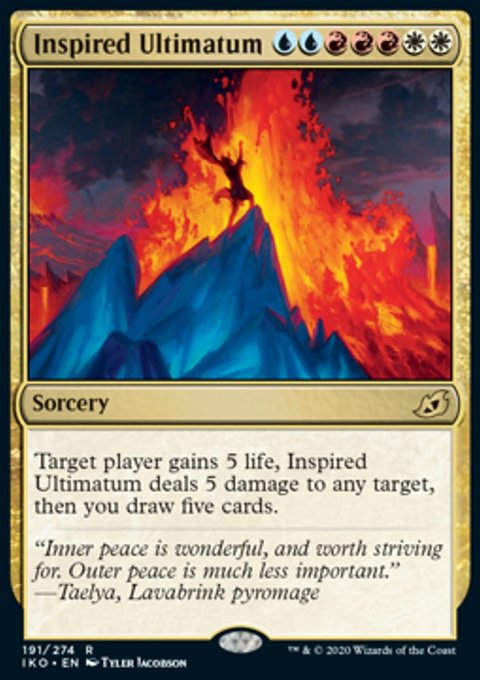 Inspired Ultimatum
Sorcery
Target player gains 5 life, Inspired
Ultimatum deals 5 damage to any target,
then you draw five cards.
“Inner peace is wonderful, and worth striving
for. Outer peace is much less important.”
—Taelya, Lavabrink pyromage
191/274 R
IKO • EN Tyler Jacobson
™ & © 2020 Wizards of the Coast